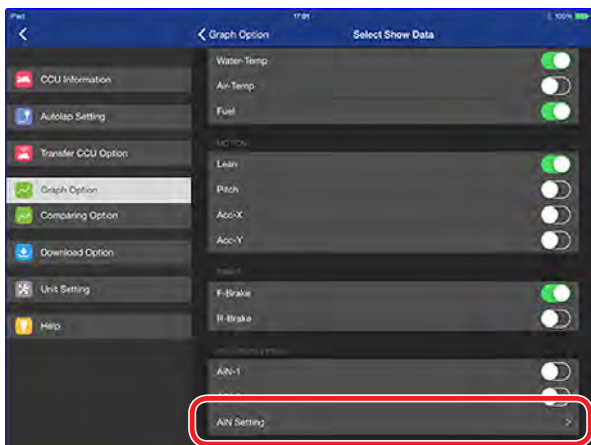 iPad 17:01 100%
Graph Option Select Show Data
Water-Temp
CCU Information
Air-Temp
Autolap Setting
Fuel
Transfer CCU Option
MOTION
Lean
Graph Option
Pitch
Comparing Option
Acc-X
Acc-Y
Download Option
Unit Setting
F-Brake
Help
R-Brake
AIN-1
AIN Setting